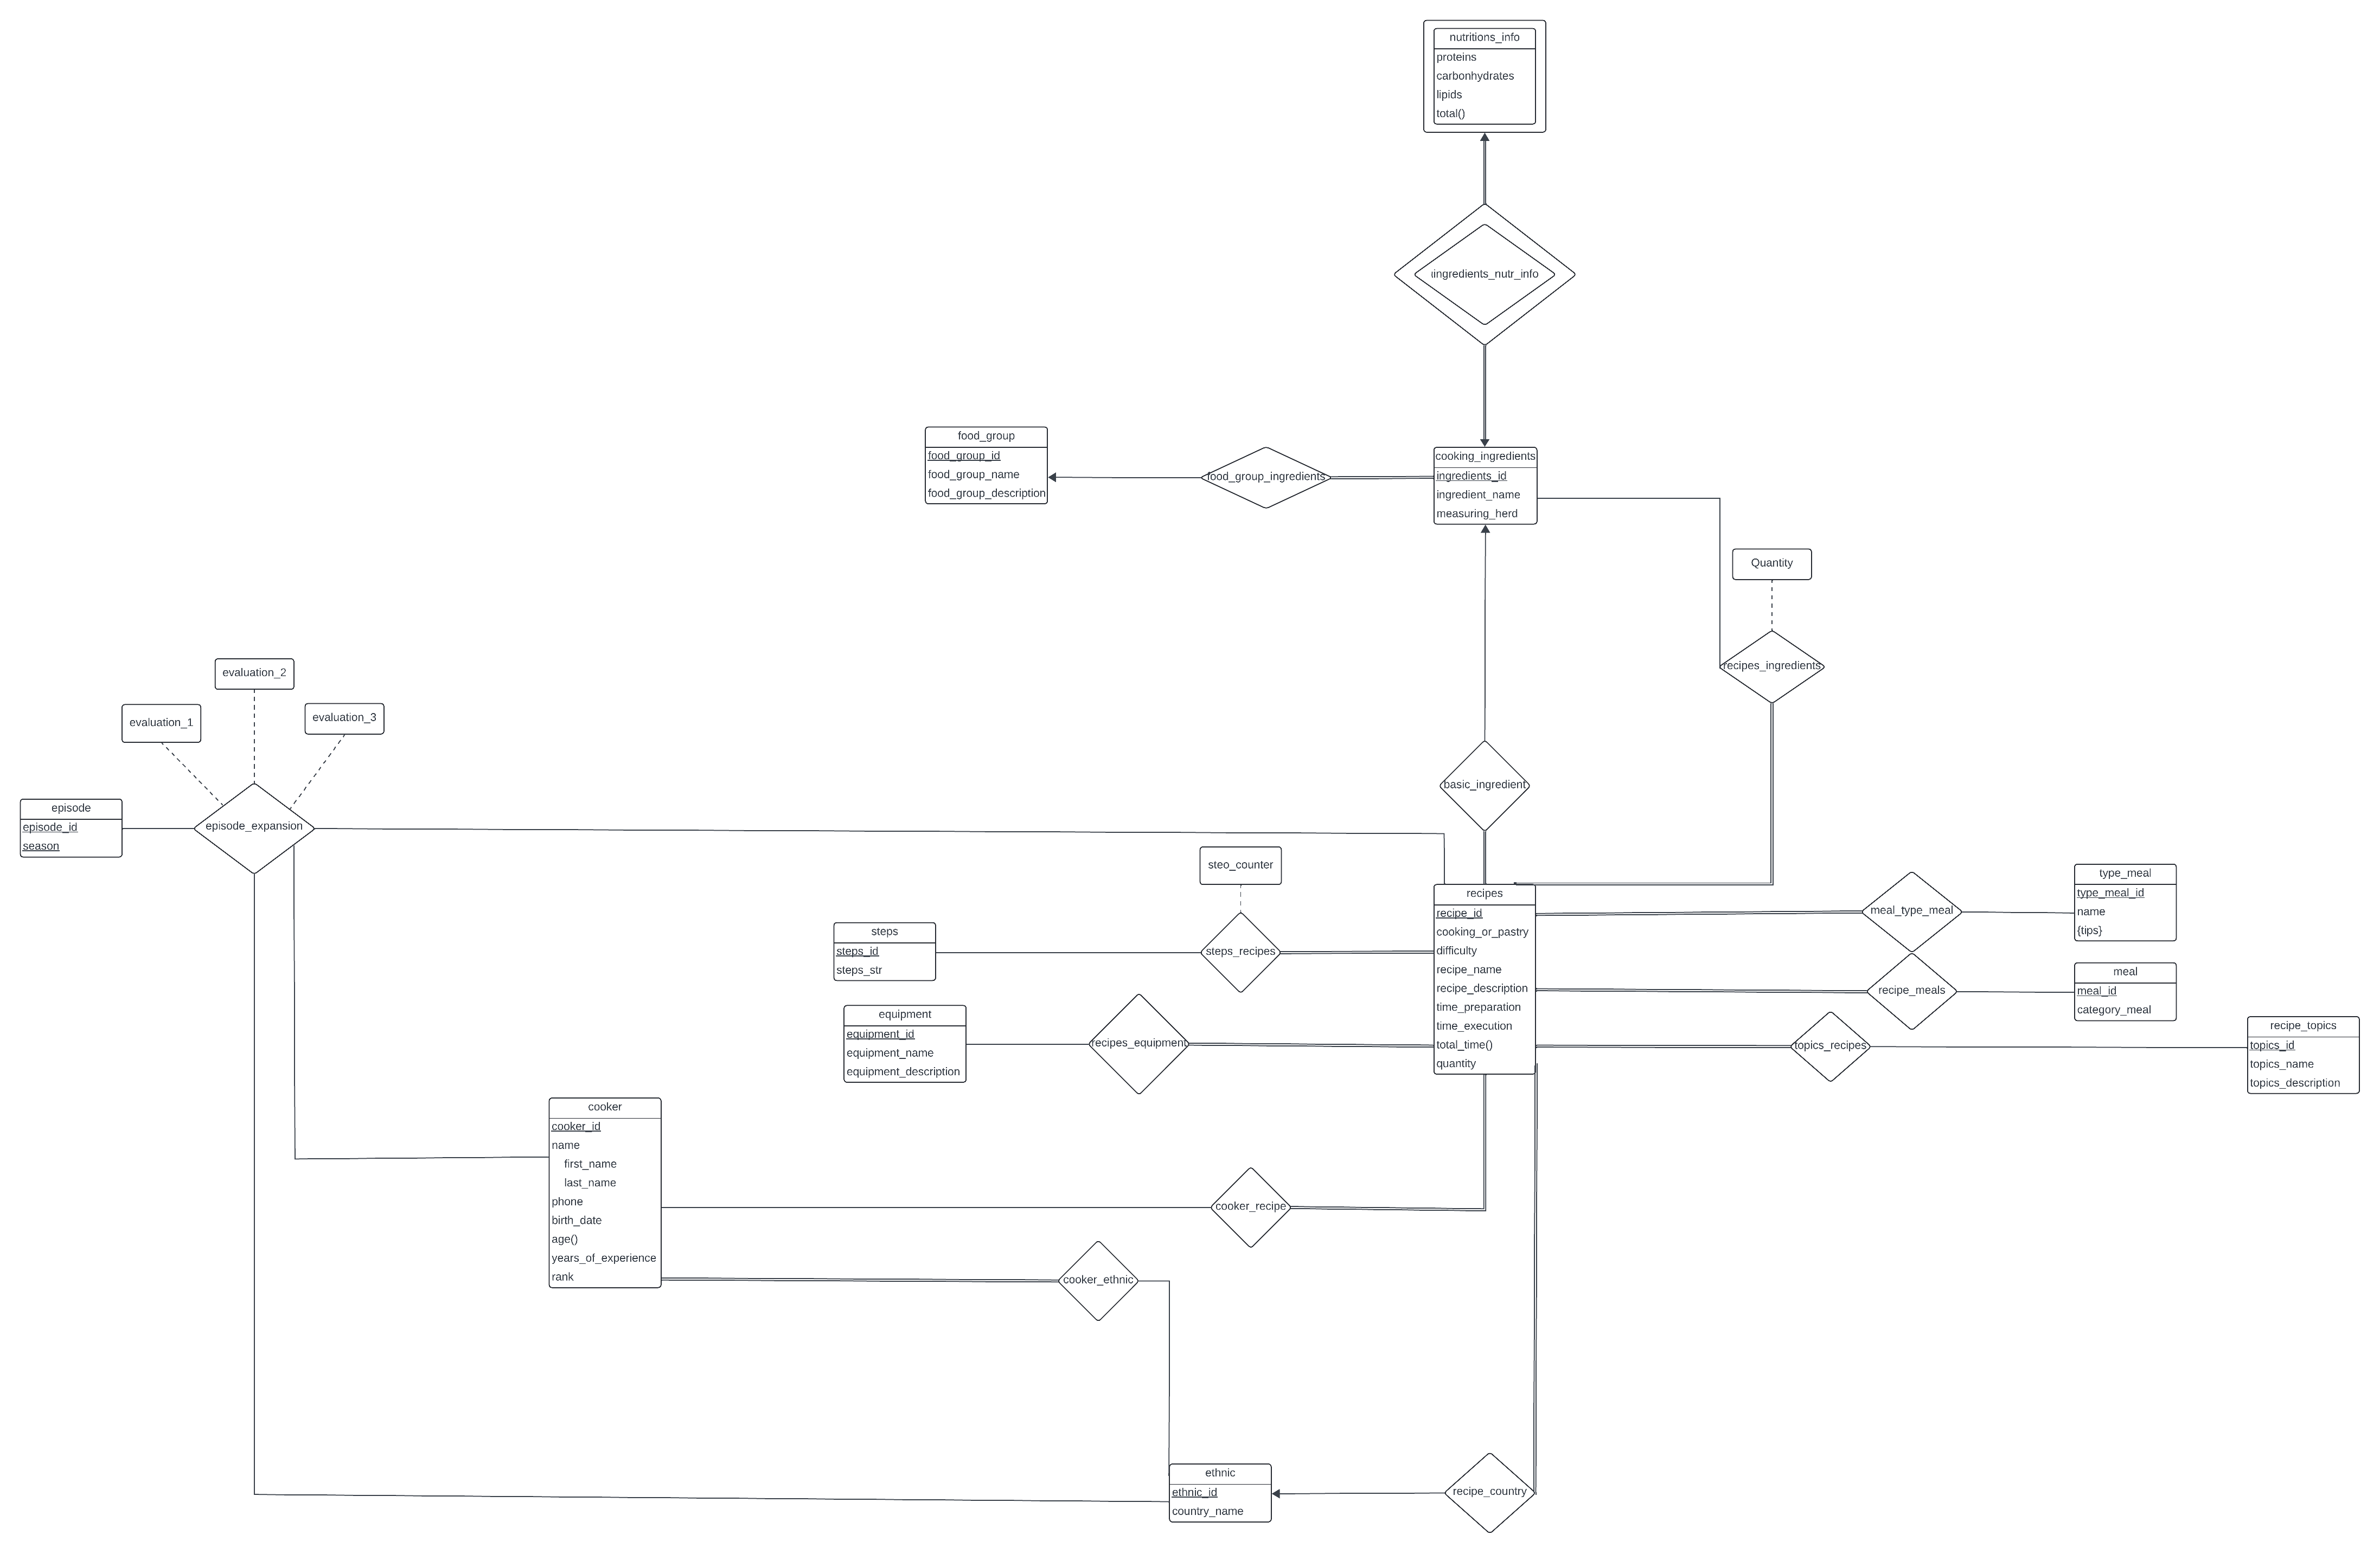 nutritions_info
proteins
carbonhydrates
lipids
total()
iingredients_nutr_info
food_group
food_group_id
food_group_name
food_group_description
food_group_ingredients
cooking_ingredients
ingredients_id
ingredient_name
measuring_herd
Quantity
recipes_ingredients
evaluation_2
evaluation_1
evaluation_3
basic_ingredient
episode
episode_id
season
episode_expansion
steo_counter
steps
steps_id
steps_str
steps_recipes
recipes
recipe_id
cooking_or_pastry
difficulty
recipe_name
recipe_description
time_preparation
time_execution
total_time()
quantity
meal_type_meal
type_meal
type_meal_id
name
{tips}
recipe_meals
meal
meal_id
category_meal
equipment
equipment_id
equipment_name
equipment_description
recipes_equipment
topics_recipes
recipe_topics
topics_id
topics_name
topics_description
cooker
cooker_id
name
first_name
last_name
phone
birth_date
age()
years_of_experience
rank
cooker_recipe
cooker_ethnic
ethnic
ethnic_id
country_name
recipe_country